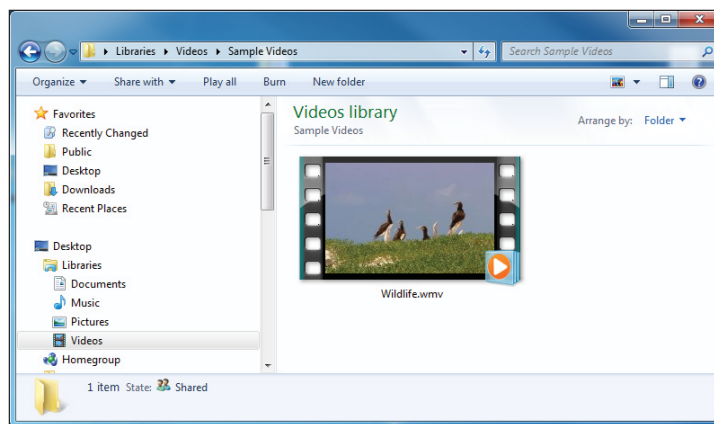 Libraries Videos Sample Videos
Search Sample Videos
Organize Share with Play all Burn New folder
Favorites
Recently Changed
Public
Desktop
Downloads
Recent Places
Desktop
Libraries
Documents
Music
Pictures
Videos
Homegroup
Videos library
Sample Videos
Arrange by: Folder
Wildlife.wmv
1 item State: Shared